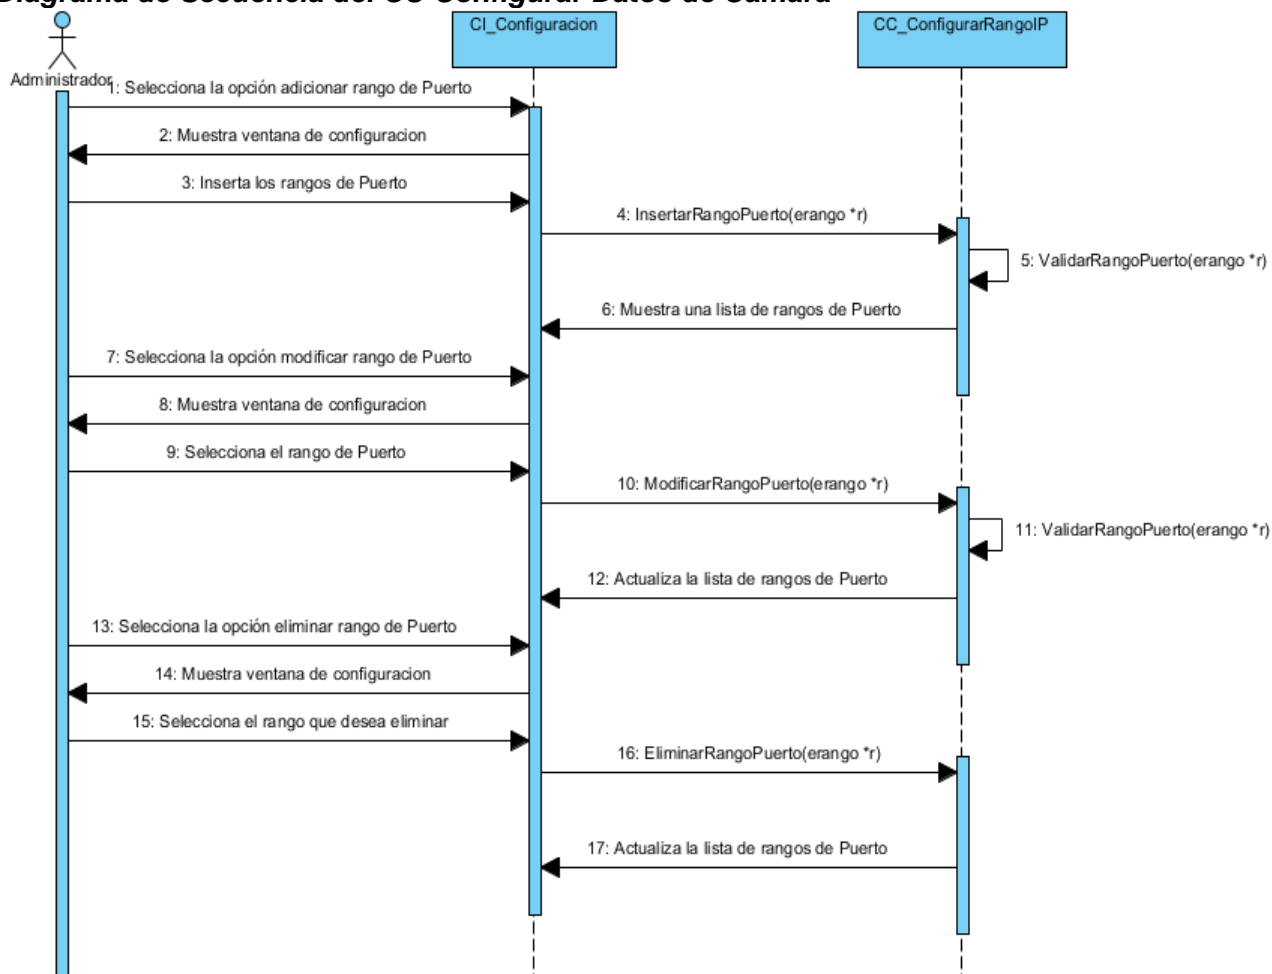 Diagrama de Secuencia del CU Configurar Datos de Cámara
CI_Configuracion
CC_ConfigurarRangoIP
Administrador
1: Selecciona la opción adicionar rango de Puerto
2: Muestra ventana de configuracion
3: Inserta los rangos de Puerto
4: InsertarRangoPuerto(erango *r)
5: ValidarRangoPuerto(erango *r)
6: Muestra una lista de rangos de Puerto
7: Selecciona la opción modificar rango de Puerto
8: Muestra ventana de configuracion
9: Selecciona el rango de Puerto
10: ModificarRangoPuerto(erango *r)
11: ValidarRangoPuerto(erango *r)
12: Actualiza la lista de rangos de Puerto
13: Selecciona la opción eliminar rango de Puerto
14: Muestra ventana de configuracion
15: Selecciona el rango que desea eliminar
16: EliminarRangoPuerto(erango *r)
17: Actualiza la lista de rangos de Puerto